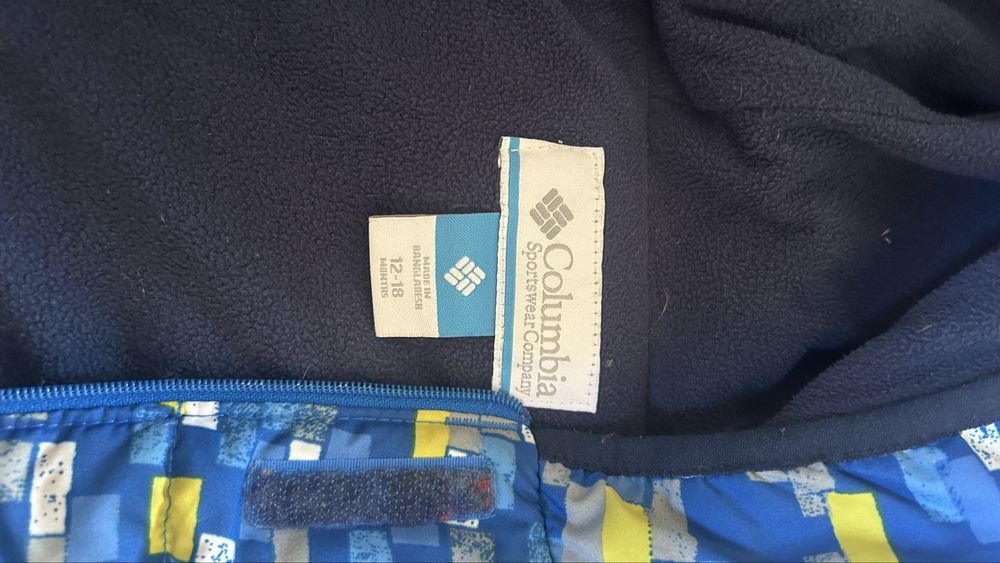 Columbia
Sportswear Company
MADE IN
BANGLADESH
12-18
MONTHS